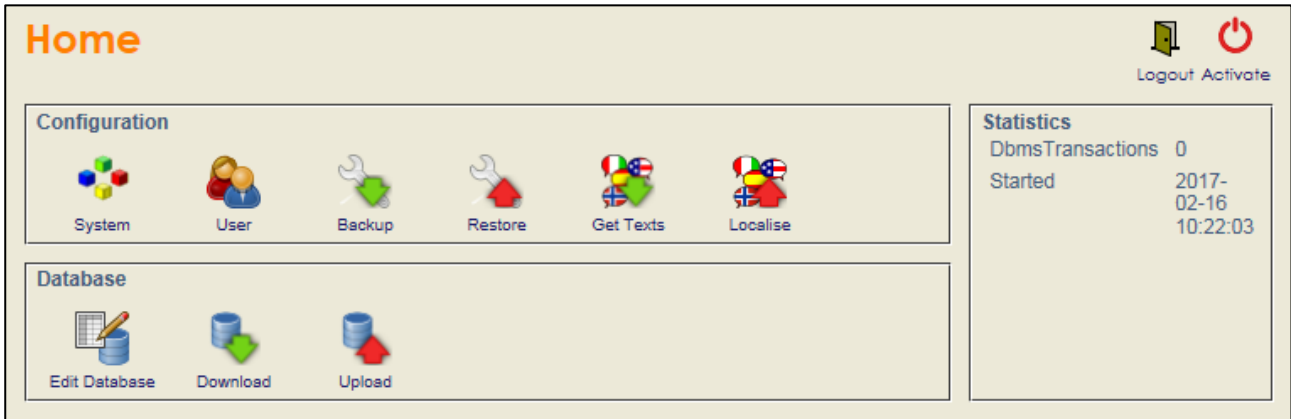 Home
Logout Activate
Configuration
System User Backup Restore Get Texts Localise
Statistics
DbmsTransactions 0
Started 2017-
02-16
10:22:03
Database
Edit Database Download Upload